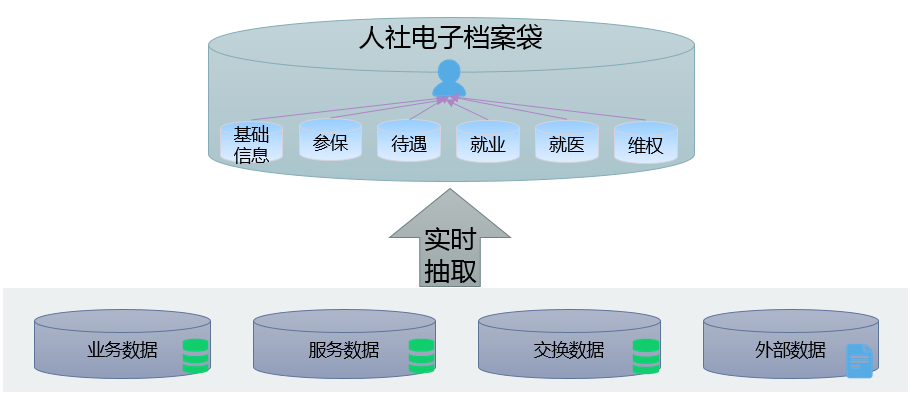 人社电子档案袋
基础
信息
参保
待遇
就业
就医
维权
实时
抽取
业务数据
服务数据
交换数据
外部数据